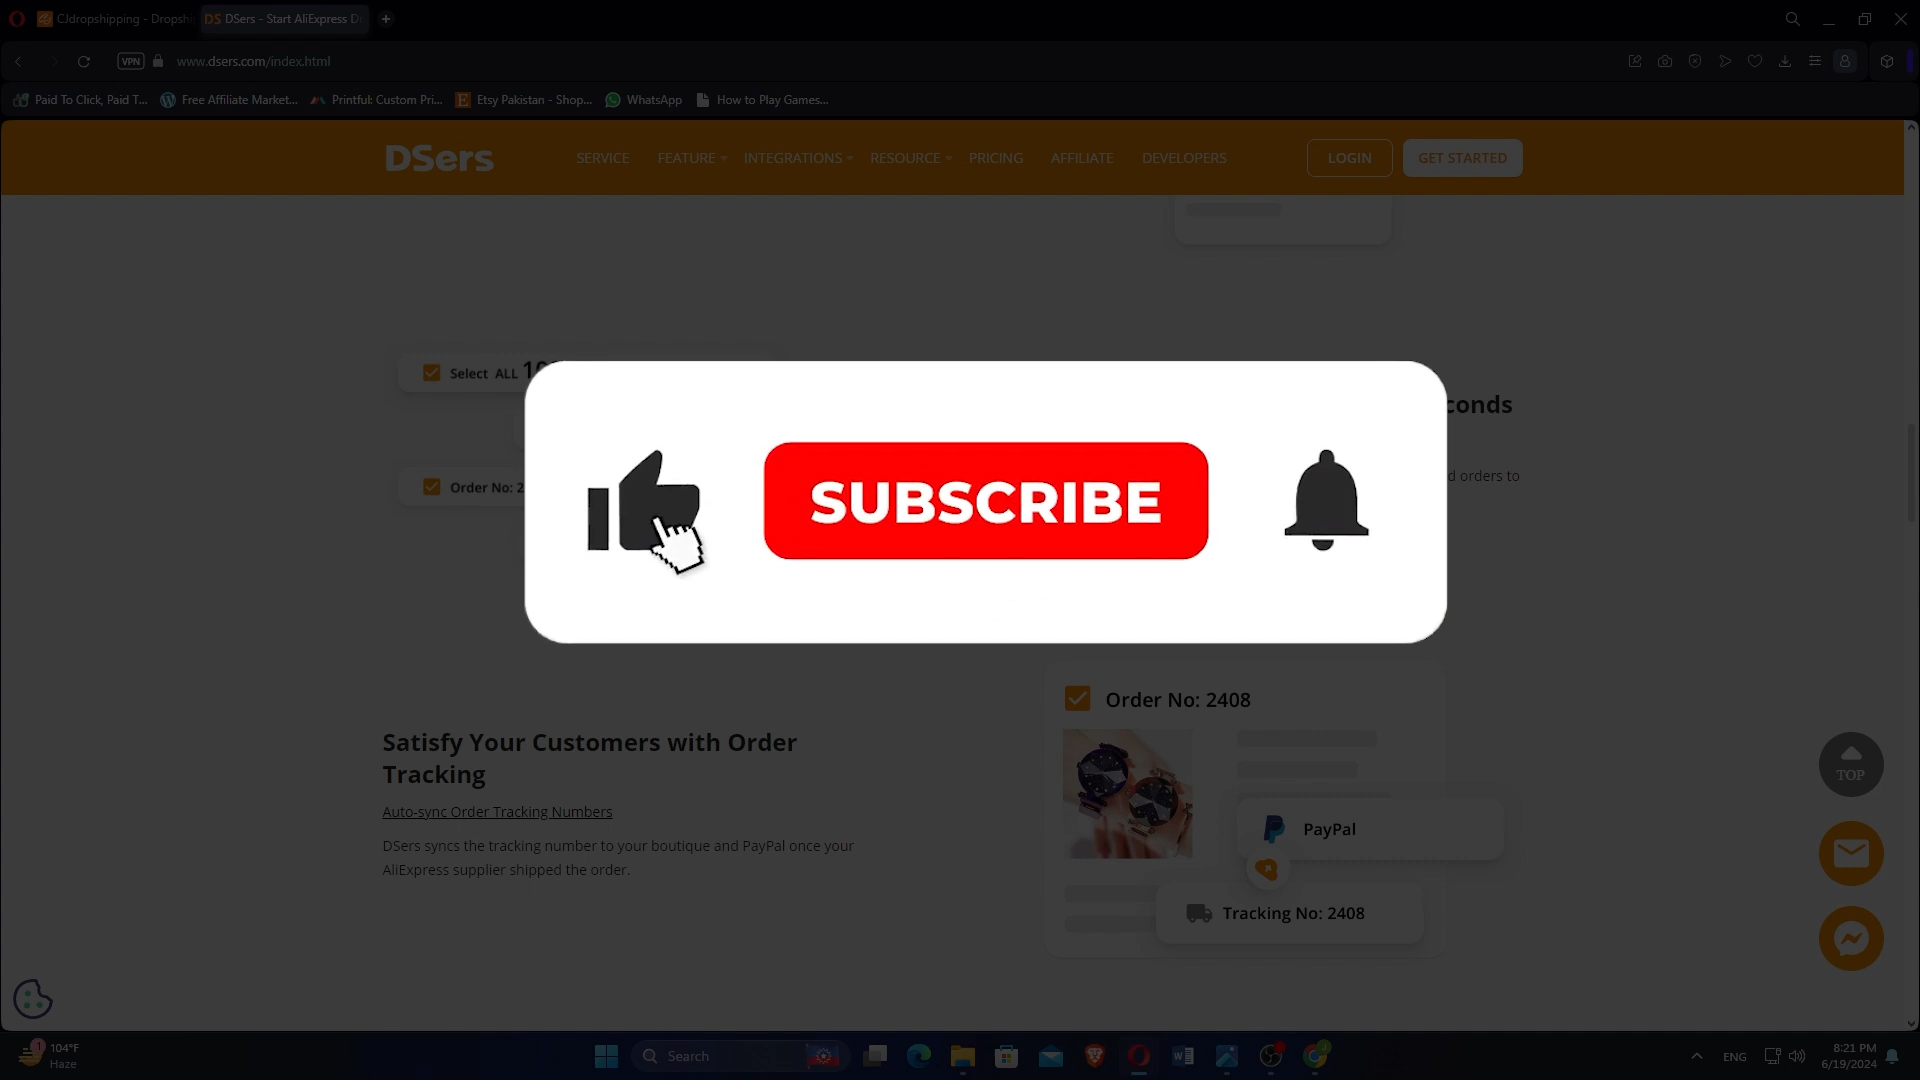 CJdropshipping - Dropshi
DS DSers - Start AliExpress D
VPN www.dsers.com/index.html
Paid To Click, Paid T... Free Affiliate Market... Printful: Custom Pri... Etsy Pakistan - Shop... WhatsApp How to Play Games...
DSers SERVICE FEATURE INTEGRATIONS RESOURCE PRICING AFFILIATE DEVELOPERS LOGIN GET STARTED
Select ALL 10
conds
Order No: 2
d orders to
SUBSCRIBE
Order No: 2408
Satisfy Your Customers with Order
Tracking
Auto-sync Order Tracking Numbers
DSers syncs the tracking number to your boutique and PayPal once your
AliExpress supplier shipped the order.
PayPal
Tracking No: 2408
TOP
1
104°F
Haze
Search
ENG
8:21 PM
6/19/2024